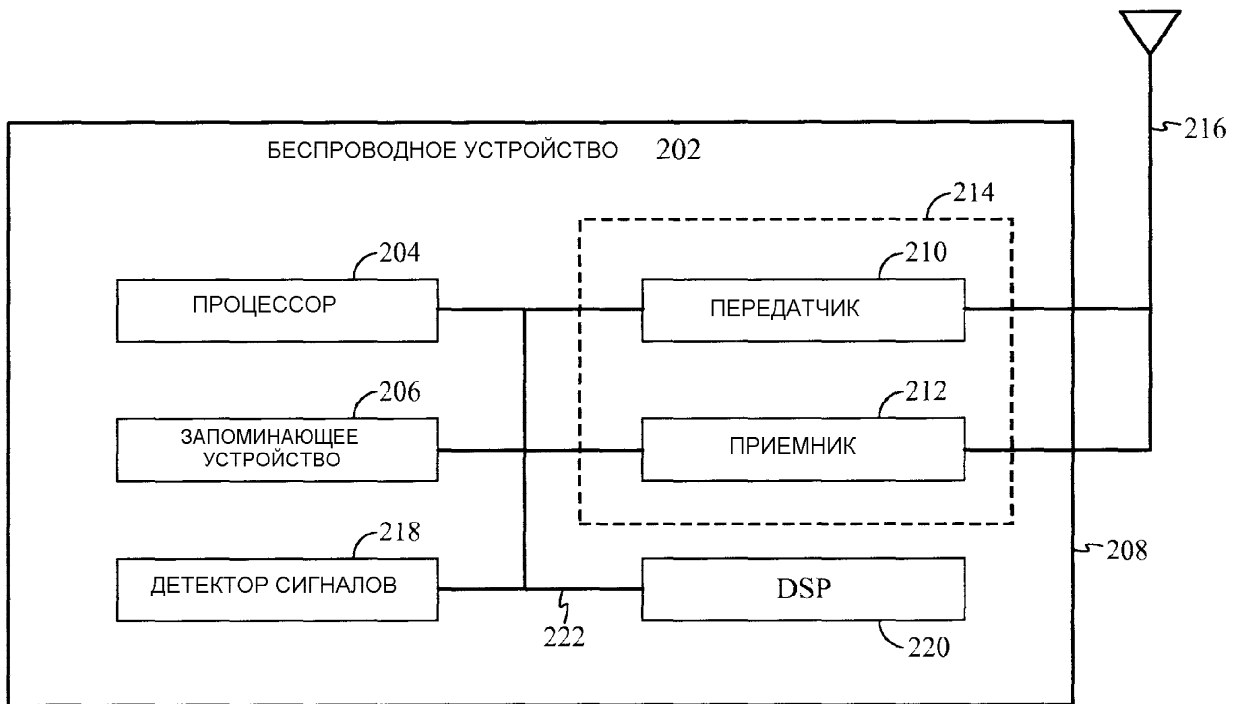 216
БЕСПРОВОДНОЕ УСТРОЙСТВО 202
214
204
210
ПРОЦЕССОР
ПЕРЕДАТЧИК
206
212
ЗАПОМИНАЮЩЕЕ
УСТРОЙСТВО
ПРИЕМНИК
218
208
ДЕТЕКТОР СИГНАЛОВ
DSP
222
220